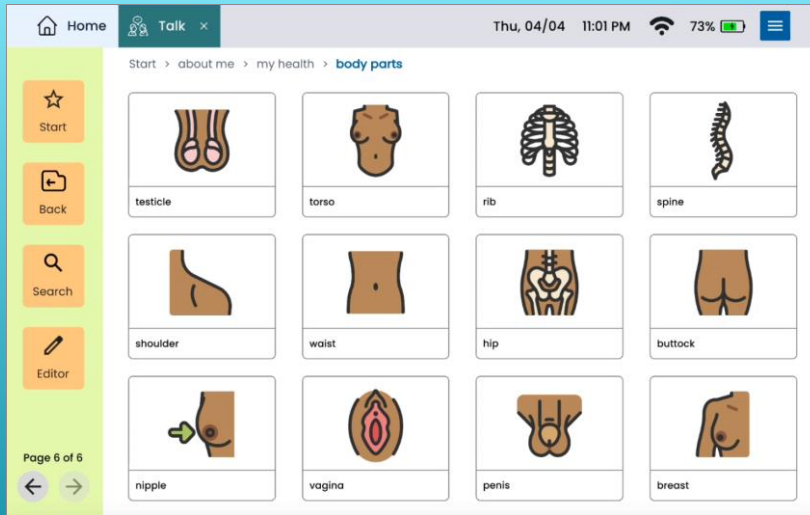 Home
Talk ×
Thu, 04/04 11:01 PM 73%
Start > about me > my health > body parts
Start
Back
Search
Editor
Page 6 of 6
testicle
torso
rib
spine
shoulder
waist
hip
buttock
nipple
vagina
penis
breast